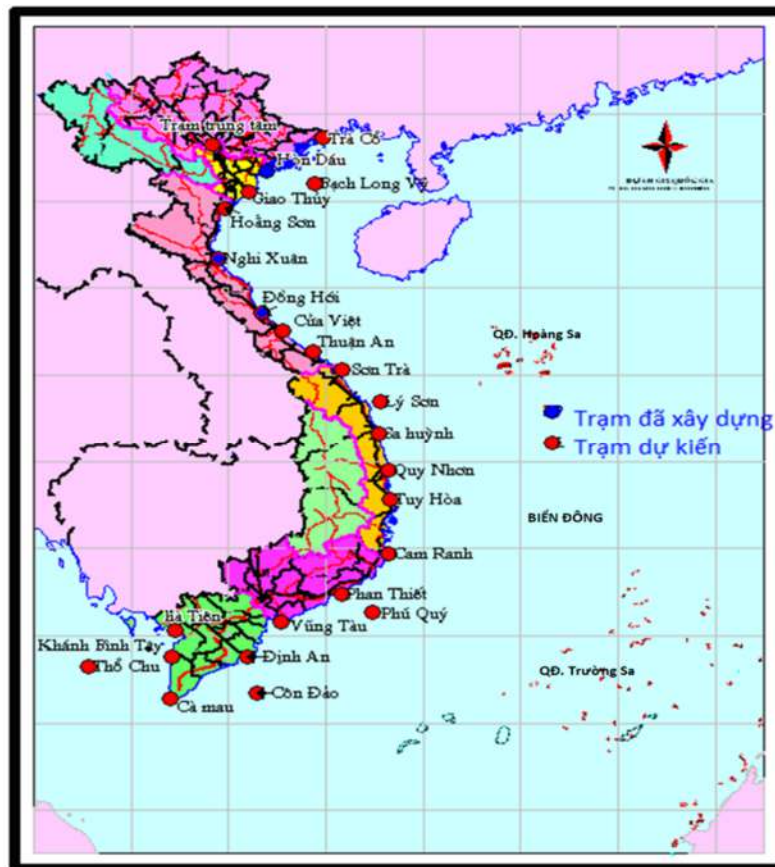 Trạm trung tâm
Trà Cổ
Hòn Dáu
Bạch Long Vỹ
Giao Thủy
Hoằng Sơn
Nghi Xuân
Đồng Hới
Cửa Việt
Thuận An
QĐ. Hoàng Sa
Sơn Trà
Lý Sơn
Trạm đã xây dựng
Sa huỳnh
Trạm dự kiến
Quy Nhơn
Tuy Hòa
BIỂN ĐÔNG
Cam Ranh
Phan Thiết
Hà Tiên
Phú Quý
Vũng Tàu
Khánh Bình Tây
Định An
Thổ Chu
QĐ. Trường Sa
Côn Đảo
Cà mau